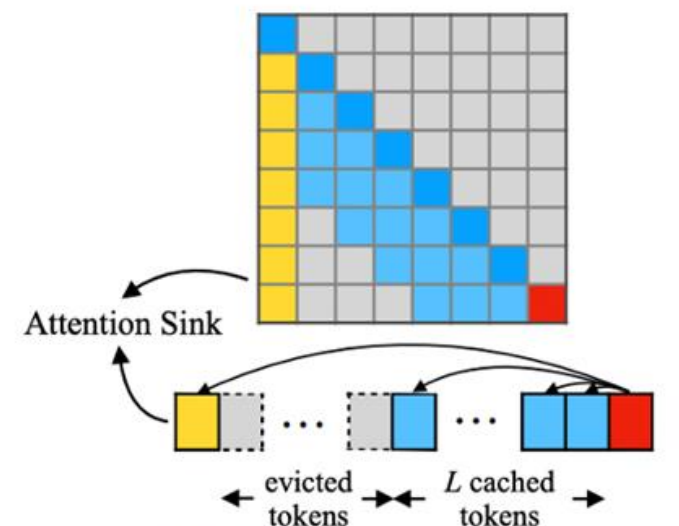 Attention Sink
...
...
evicted
tokens
L cached
tokens